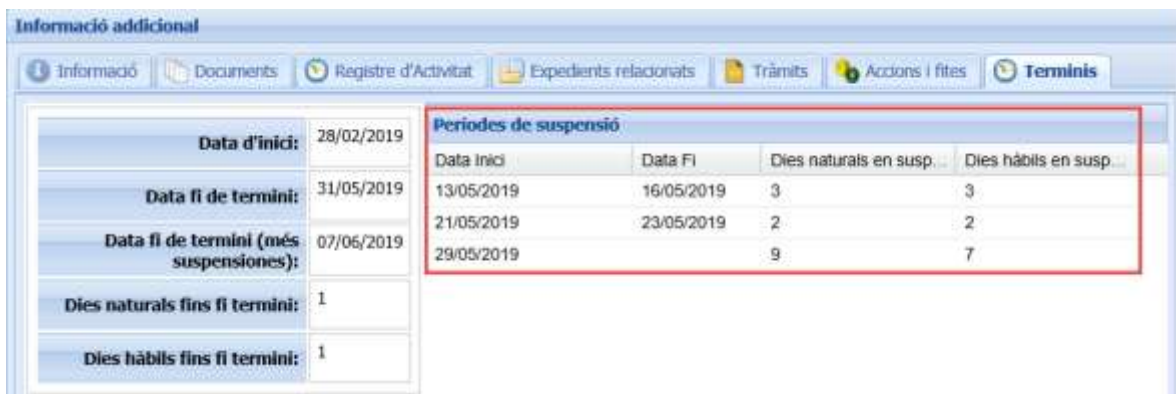 Informació addicional
Informació Documents Registre d'Activitat Expedients relacionats Tràmits Accions i fites Terminis
Data d'inici: 28/02/2019
Data fi de termini: 31/05/2019
Data fi de termini (més
suspensiones): 07/06/2019
Dies naturals fins fi termini: 1
Dies hàbils fins fi termini: 1
Períodes de suspensió
Data Inici Data Fi Dies naturals en susp... Dies hàbils en susp...
13/05/2019 16/05/2019 3 3
21/05/2019 23/05/2019 2 2
29/05/2019 9 7